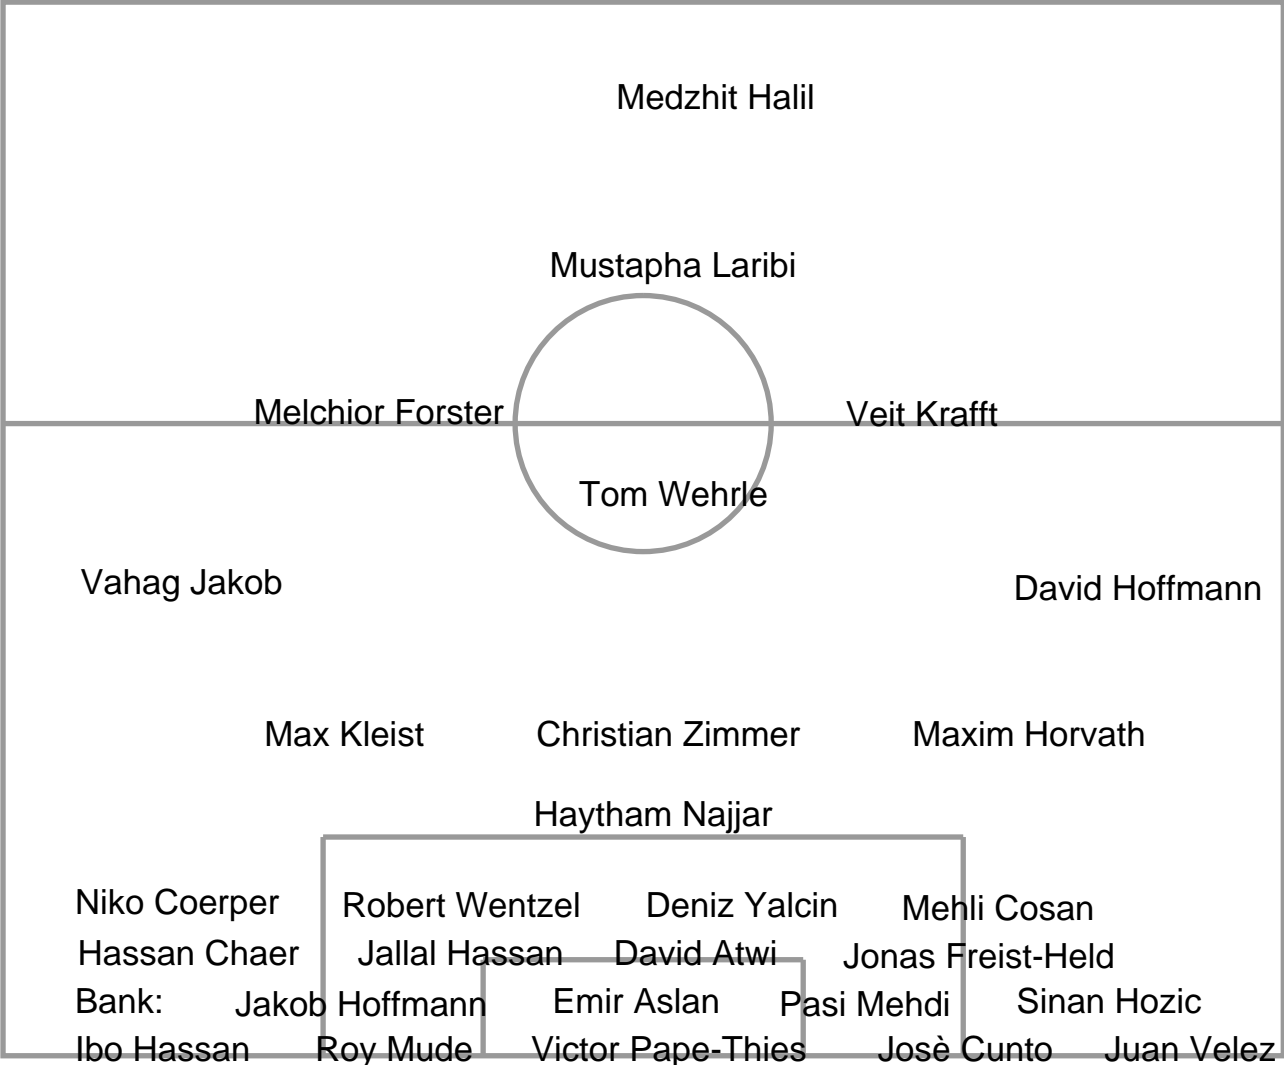 Medzhit Halil
Mustapha Laribi
Melchior Forster Veit Krafft
Tom Wehrle
Vahag Jakob David Hoffmann
Max Kleist Christian Zimmer Maxim Horvath
Haytham Najjar
Niko Coerper Robert Wentzel Deniz Yalcin Mehli Cosan
Hassan Chaer Jallal Hassan David Atwi Jonas Freist-Held
Bank: Jakob Hoffmann Emir Aslan Pasi Mehdi Sinan Hozic
Ibo Hassan Roy Mude Victor Pape-Thies Josè Cunto Juan Velez